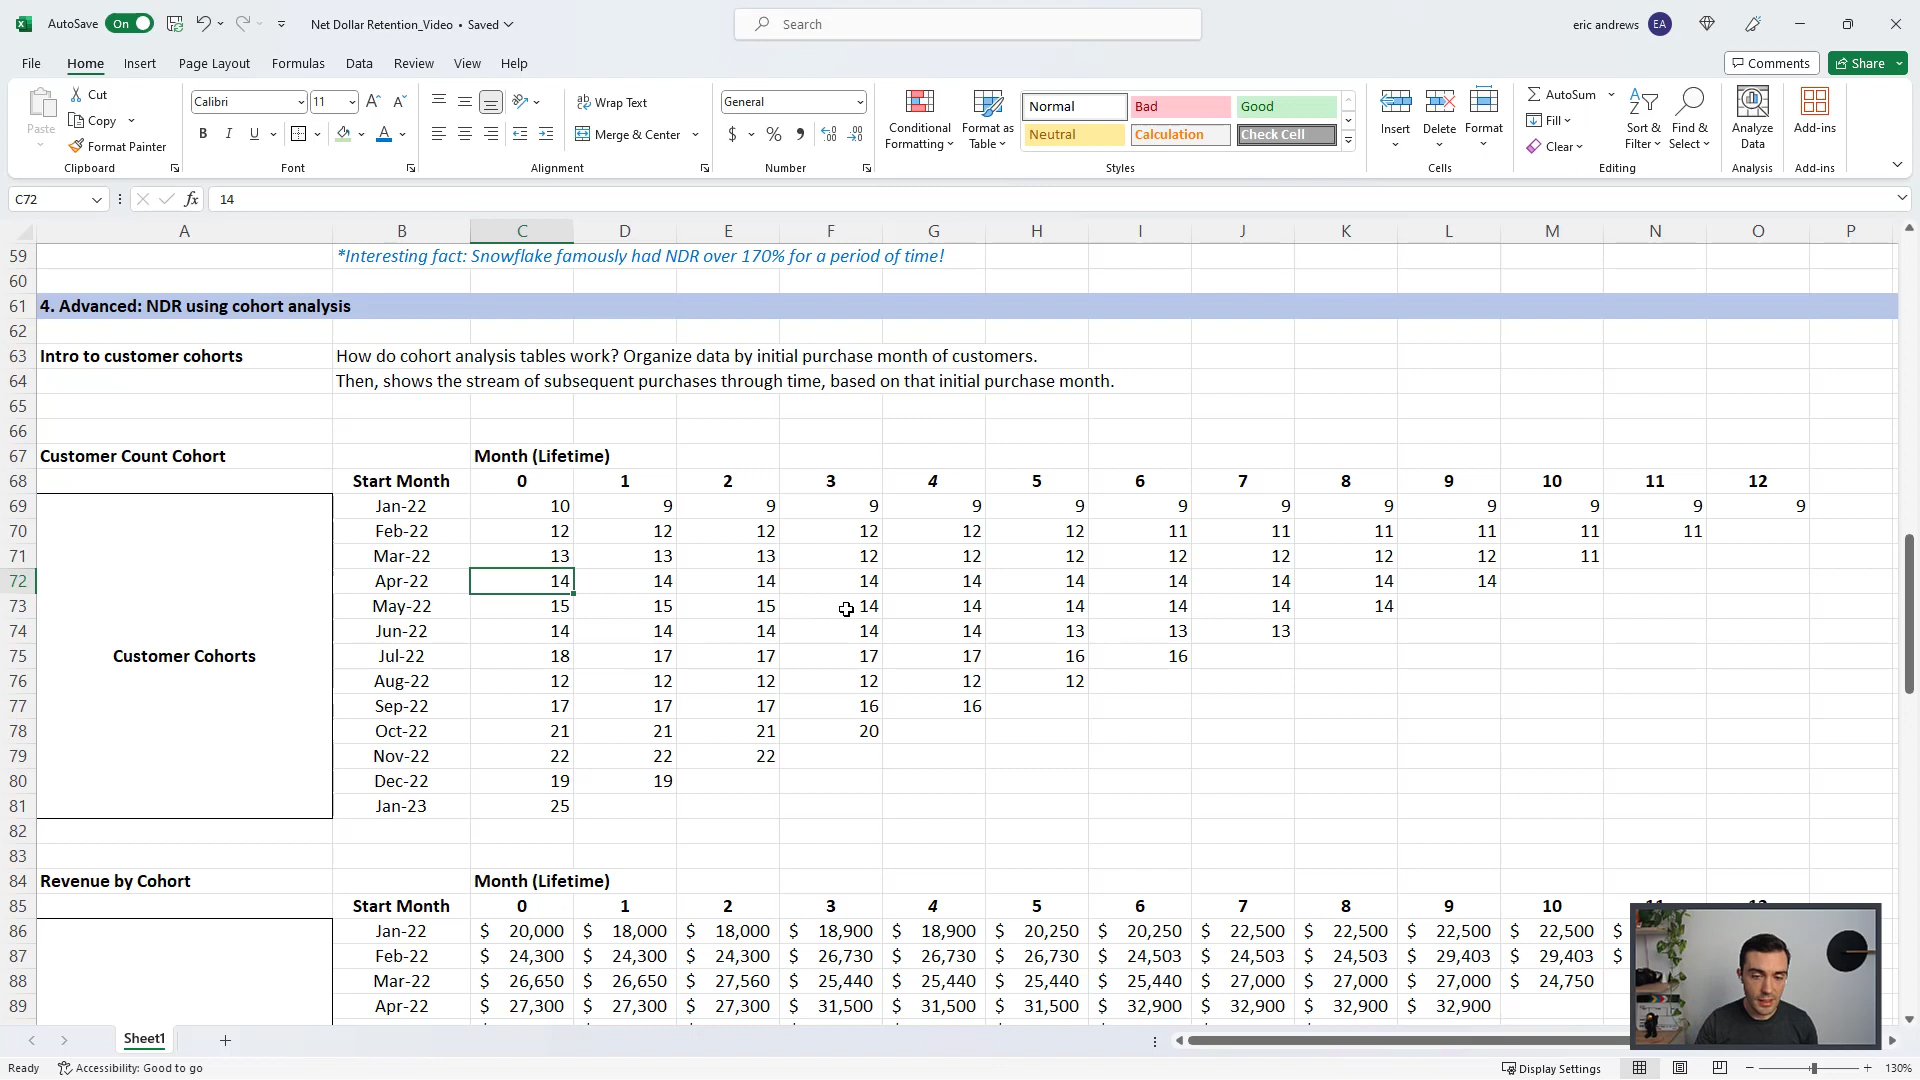 AutoSave On Net Dollar Retention_Video • Saved Search eric andrews EA
File Home Insert Page Layout Formulas Data Review View Help Comments Share
Paste Cut Copy Format Painter Clipboard
Calibri 11 B I U Font
Wrap Text Merge & Center Alignment
General $ % , Number
Conditional Formatting Format as Table
Normal Bad Good
Neutral Calculation Check Cell
Styles
Insert Delete Format Cells
AutoSum Fill Clear Sort & Filter Find & Select Editing
Analyze Data Analysis
Add-ins Add-ins
C72 fx 14
A B C D E F G H I J K L M N O P
59 *Interesting fact: Snowflake famously had NDR over 170% for a period of time!
60
61 4. Advanced: NDR using cohort analysis
62
63 Intro to customer cohorts How do cohort analysis tables work? Organize data by initial purchase month of customers.
64 Then, shows the stream of subsequent purchases through time, based on that initial purchase month.
65
66
67 Customer Count Cohort Month (Lifetime)
68 Start Month 0 1 2 3 4 5 6 7 8 9 10 11 12
69 Jan-22 10 9 9 9 9 9 9 9 9 9 9 9 9
70 Feb-22 12 12 12 12 12 12 11 11 11 11 11 11
71 Mar-22 13 13 13 12 12 12 12 12 12 12 11
72 Apr-22 14 14 14 14 14 14 14 14 14 14
73 May-22 15 15 15 14 14 14 14 14 14
74 Jun-22 14 14 14 14 14 13 13 13
75 Customer Cohorts Jul-22 18 17 17 17 17 16 16
76 Aug-22 12 12 12 12 12 12
77 Sep-22 17 17 17 16 16
78 Oct-22 21 21 21 20
79 Nov-22 22 22 22
80 Dec-22 19 19
81 Jan-23 25
82
83
84 Revenue by Cohort Month (Lifetime)
85 Start Month 0 1 2 3 4 5 6 7 8 9 10
86 Jan-22 $ 20,000 $ 18,000 $ 18,000 $ 18,900 $ 18,900 $ 20,250 $ 20,250 $ 22,500 $ 22,500 $ 22,500 $ 22,500 $
87 Feb-22 $ 24,300 $ 24,300 $ 24,300 $ 26,730 $ 26,730 $ 26,730 $ 24,503 $ 24,503 $ 24,503 $ 29,403 $ 29,403 $
88 Mar-22 $ 26,650 $ 26,650 $ 27,560 $ 25,440 $ 25,440 $ 25,440 $ 25,440 $ 27,000 $ 27,000 $ 27,000 $ 24,750
89 Apr-22 $ 27,300 $ 27,300 $ 27,300 $ 31,500 $ 31,500 $ 31,500 $ 32,900 $ 32,900 $ 32,900 $ 32,900
Sheet1
Ready Accessibility: Good to go Display Settings 130%